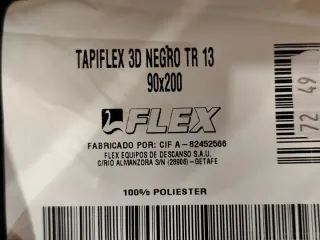 TAPIFLEX 3D NEGRO TR 13
90x200
FLEX
FABRICADO POR: CIF A-82452566
FLEX EQUIPOS DE DESCANSO S.A.U.
C/RIO ALMANZORA S/N (28906) - GETAFE
100% POLIESTER
72 49